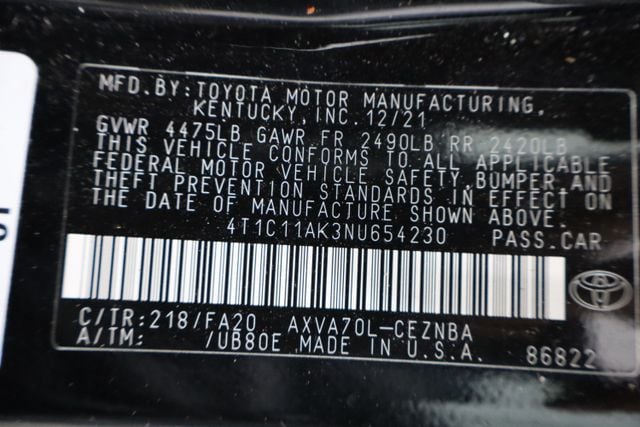 MFD. BY: TOYOTA MOTOR MANUFACTURING,
KENTUCKY, INC. 12/21
GVWR 4475LB GAWR FR 2490LB RR 2420LB
THIS VEHICLE CONFORMS TO ALL APPLICABLE
FEDERAL MOTOR VEHICLE SAFETY, BUMPER, AND
THEFT PREVENTION STANDARDS IN EFFECT ON
THE DATE OF MANUFACTURE SHOWN ABOVE.
4T1C11AK3NU654230 PASS. CAR
C/TR: 218/FA20 AXVA70L-CEZNBA
A/TM: /UB80E MADE IN U.S.A. 86822